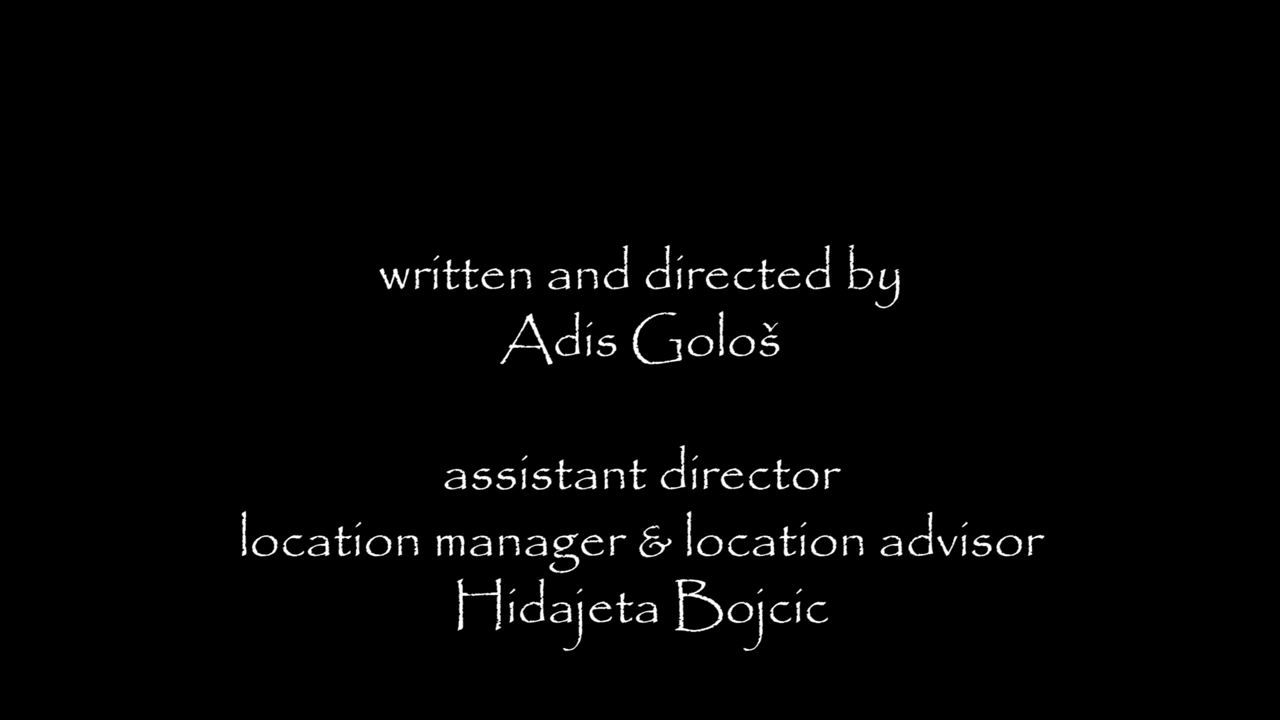 written and directed by
Adis Gološ
assistant director
location manager & location advisor
Hidajeta Bojcic